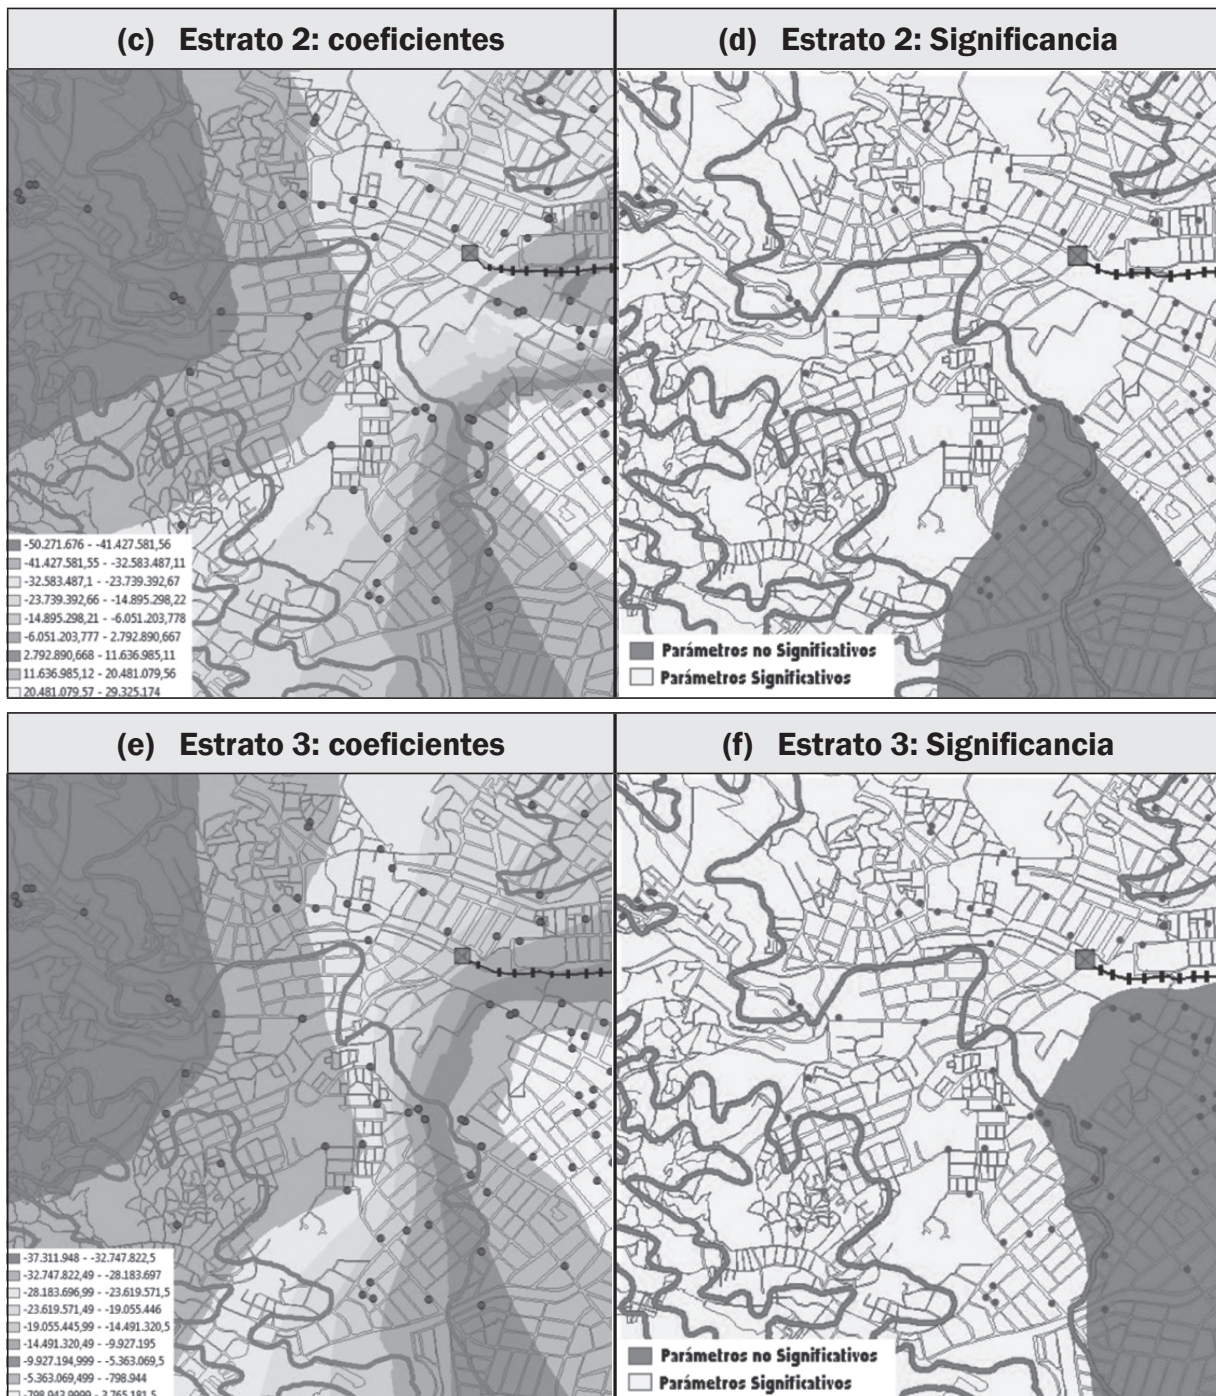 (c) Estrato 2: coeficientes
(d) Estrato 2: Significancia
-50.271.676 - -41.427.581,56
-41.427.581,55 - -32.583.487,11
-32.583.487,1 - -23.739.392,67
-23.739.392,66 - -14.895.298,22
-14.895.298,21 - -6.051.203,778
-6.051.203,777 - 2.792.890,667
2.792.890,668 - 11.636.985,11
11.636.985,12 - 20.481.079,56
20.481.079,57 - 29.325.174
Parámetros no Significativos
Parámetros Significativos
(e) Estrato 3: coeficientes
(f) Estrato 3: Significancia
-37.311.948 - -32.747.822,5
-32.747.822,49 - -28.183.697
-28.183.696,99 - -23.619.571,5
-23.619.571,49 - -19.055.446
-19.055.445,99 - -14.491.320,5
-14.491.320,49 - -9.927.195
-9.927.194,999 - -5.363.069,5
-5.363.069,499 - -798.944
-798.943,9999 - 3.765.181,5
Parámetros no Significativos
Parámetros Significativos